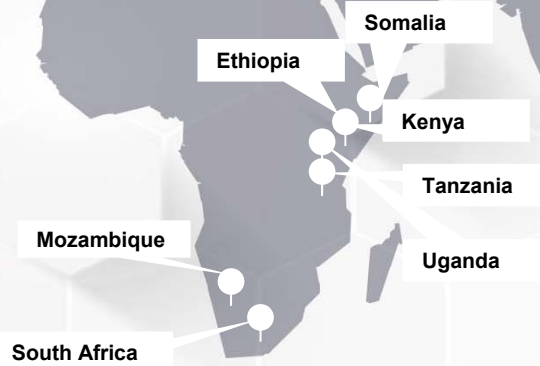 Somalia
Ethiopia
Kenya
Tanzania
Mozambique
Uganda
South Africa